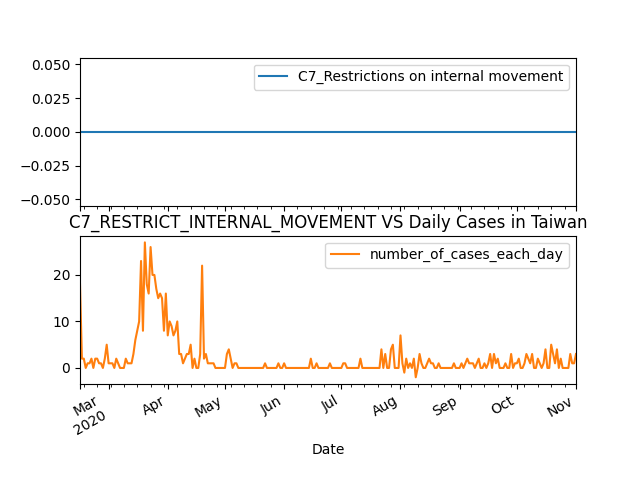 0.050
0.025
0.000
−0.025
−0.050
C7_Restrictions on internal movement
C7_RESTRICT_INTERNAL_MOVEMENT VS Daily Cases in Taiwan
20
10
0
number_of_cases_each_day
Mar
2020
Apr
May
Jun
Jul
Aug
Sep
Oct
Nov
Date